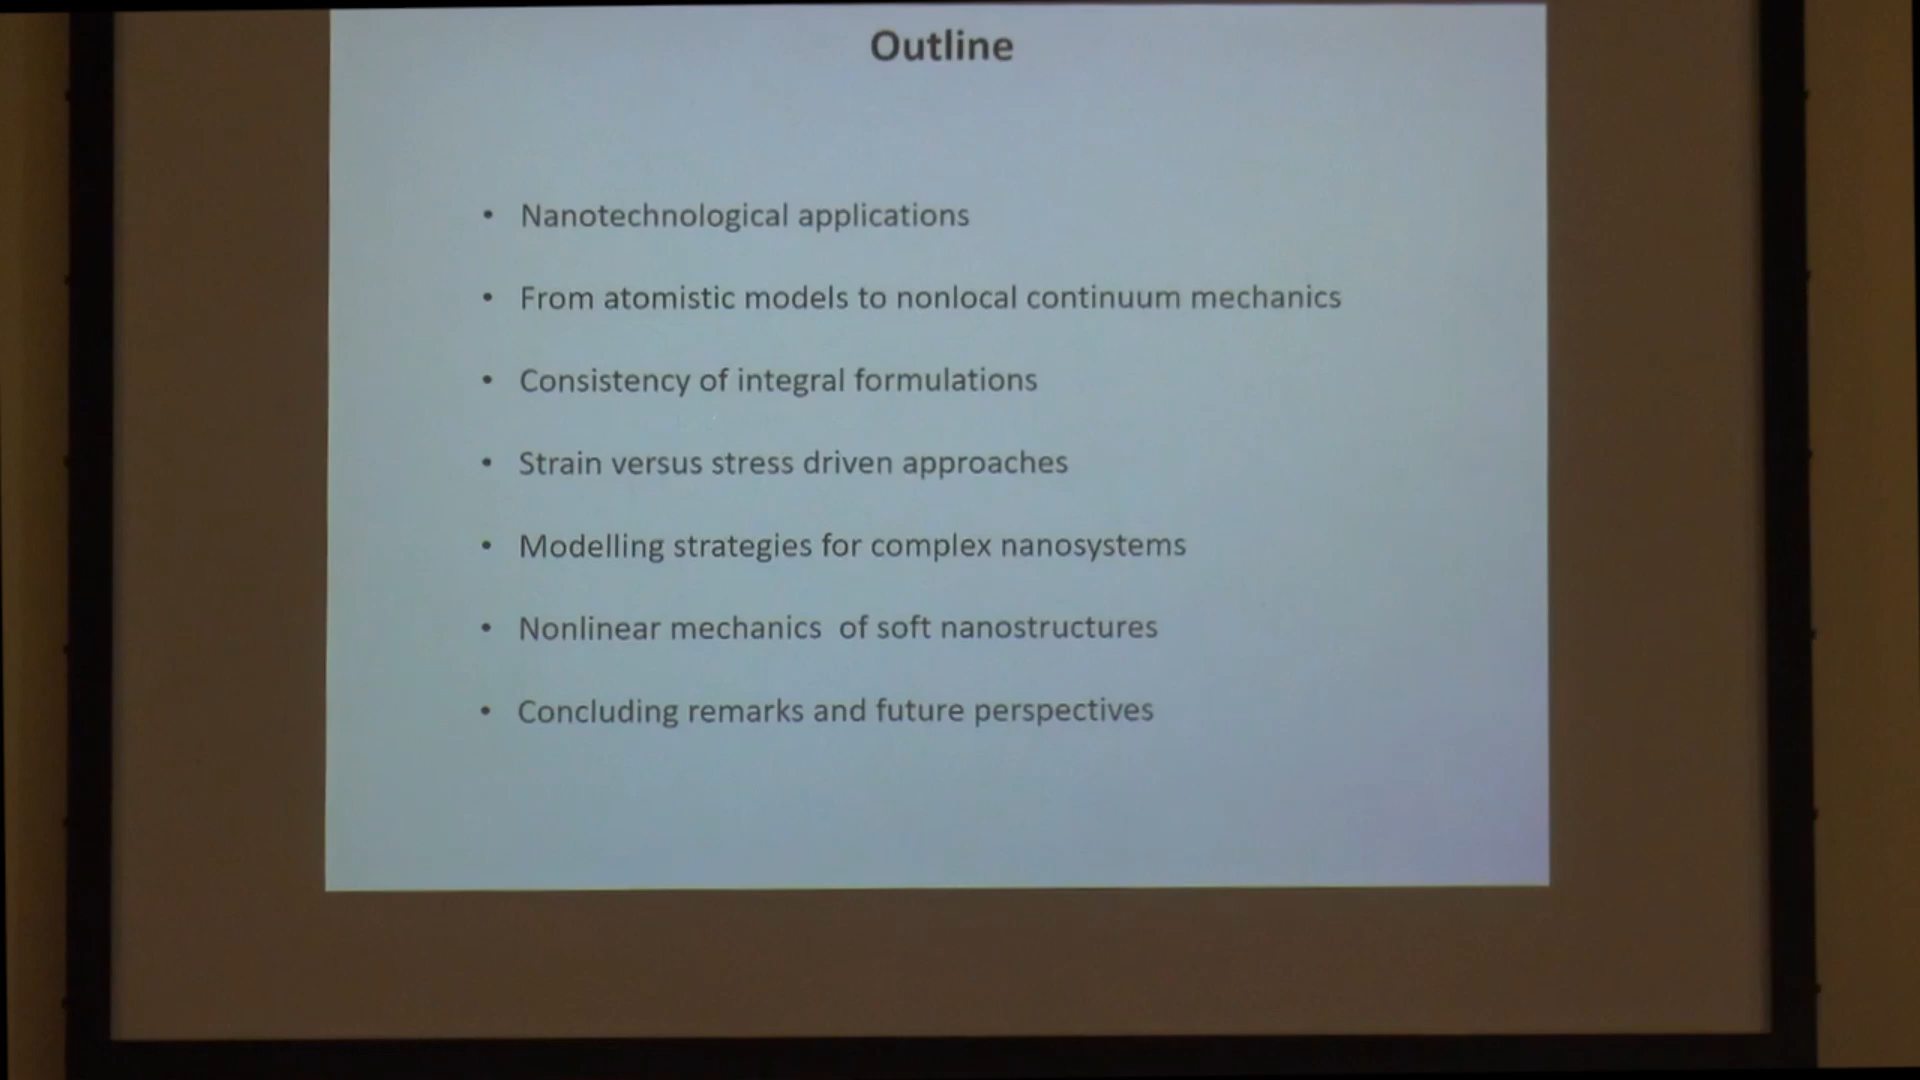 Outline
• Nanotechnological applications
• From atomistic models to nonlocal continuum mechanics
• Consistency of integral formulations
• Strain versus stress driven approaches
• Modelling strategies for complex nanosystems
• Nonlinear mechanics  of soft nanostructures
• Concluding remarks and future perspectives